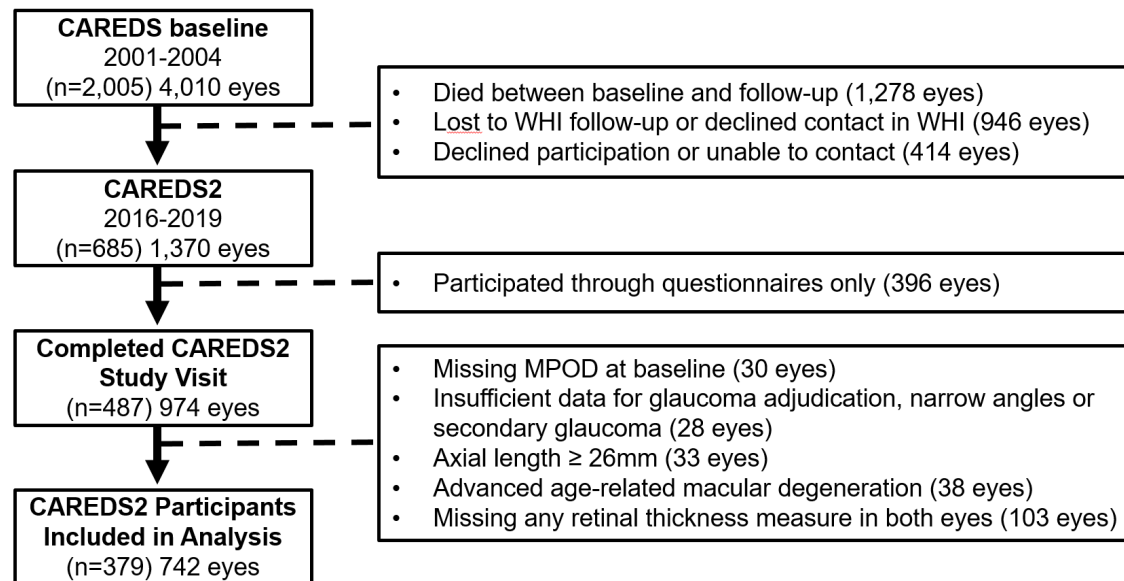 CAREDS baseline
2001-2004
(n=2,005) 4,010 eyes
• Died between baseline and follow-up (1,278 eyes)
• Lost to WHI follow-up or declined contact in WHI (946 eyes)
• Declined participation or unable to contact (414 eyes)
CAREDS2
2016-2019
(n=685) 1,370 eyes
• Participated through questionnaires only (396 eyes)
Completed CAREDS2
Study Visit
(n=487) 974 eyes
• Missing MPOD at baseline (30 eyes)
• Insufficient data for glaucoma adjudication, narrow angles or
secondary glaucoma (28 eyes)
• Axial length ≥ 26mm (33 eyes)
• Advanced age-related macular degeneration (38 eyes)
• Missing any retinal thickness measure in both eyes (103 eyes)
CAREDS2 Participants
Included in Analysis
(n=379) 742 eyes